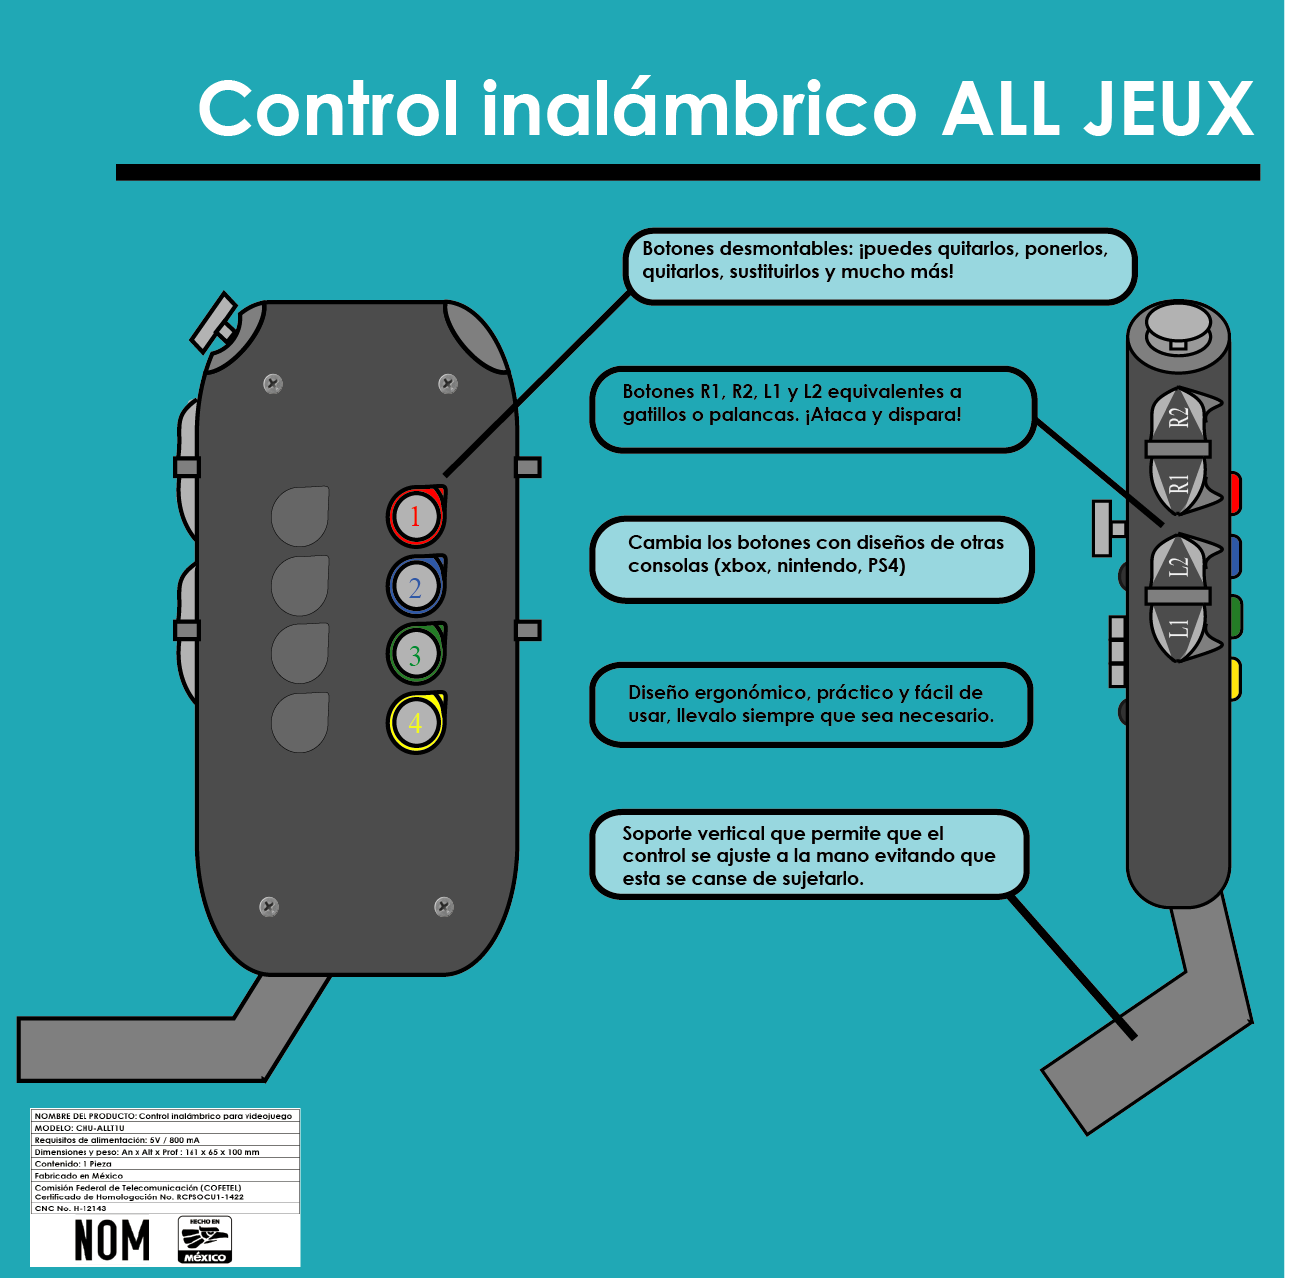 Control inalámbrico ALL JEUX
Botones desmontables: ¡puedes quitarlos, ponerlos,
quitarlos, sustituirlos y mucho más!
Botones R1, R2, L1 y L2 equivalentes a
gatillos o palancas. ¡Ataca y dispara!
Cambia los botones con diseños de otras
consolas (xbox, nintendo, PS4)
Diseño ergonómico, práctico y fácil de
usar, llevalo siempre que sea necesario.
Soporte vertical que permite que el
control se ajuste a la mano evitando que
esta se canse de sujetarlo.
1
2
3
4
R2
R1
L2
L1
NOMBRE DEL PRODUCTO: Control inalámbrico para videojuego
MODELO: CHU-ALLT1U
Requisitos de alimentación: 5V / 800 mA
Dimensiones y peso: An x Alt x Prof : 161 x 65 x 100 mm
Contenido: 1 Pieza
Fabricado en México
Comisión Federal de Telecomunicación (COFETEL)
Certificado de Homologación No. RCPSOCU1-1422
CNC No. H-12143
NOM
HECHO EN
MÉXICO